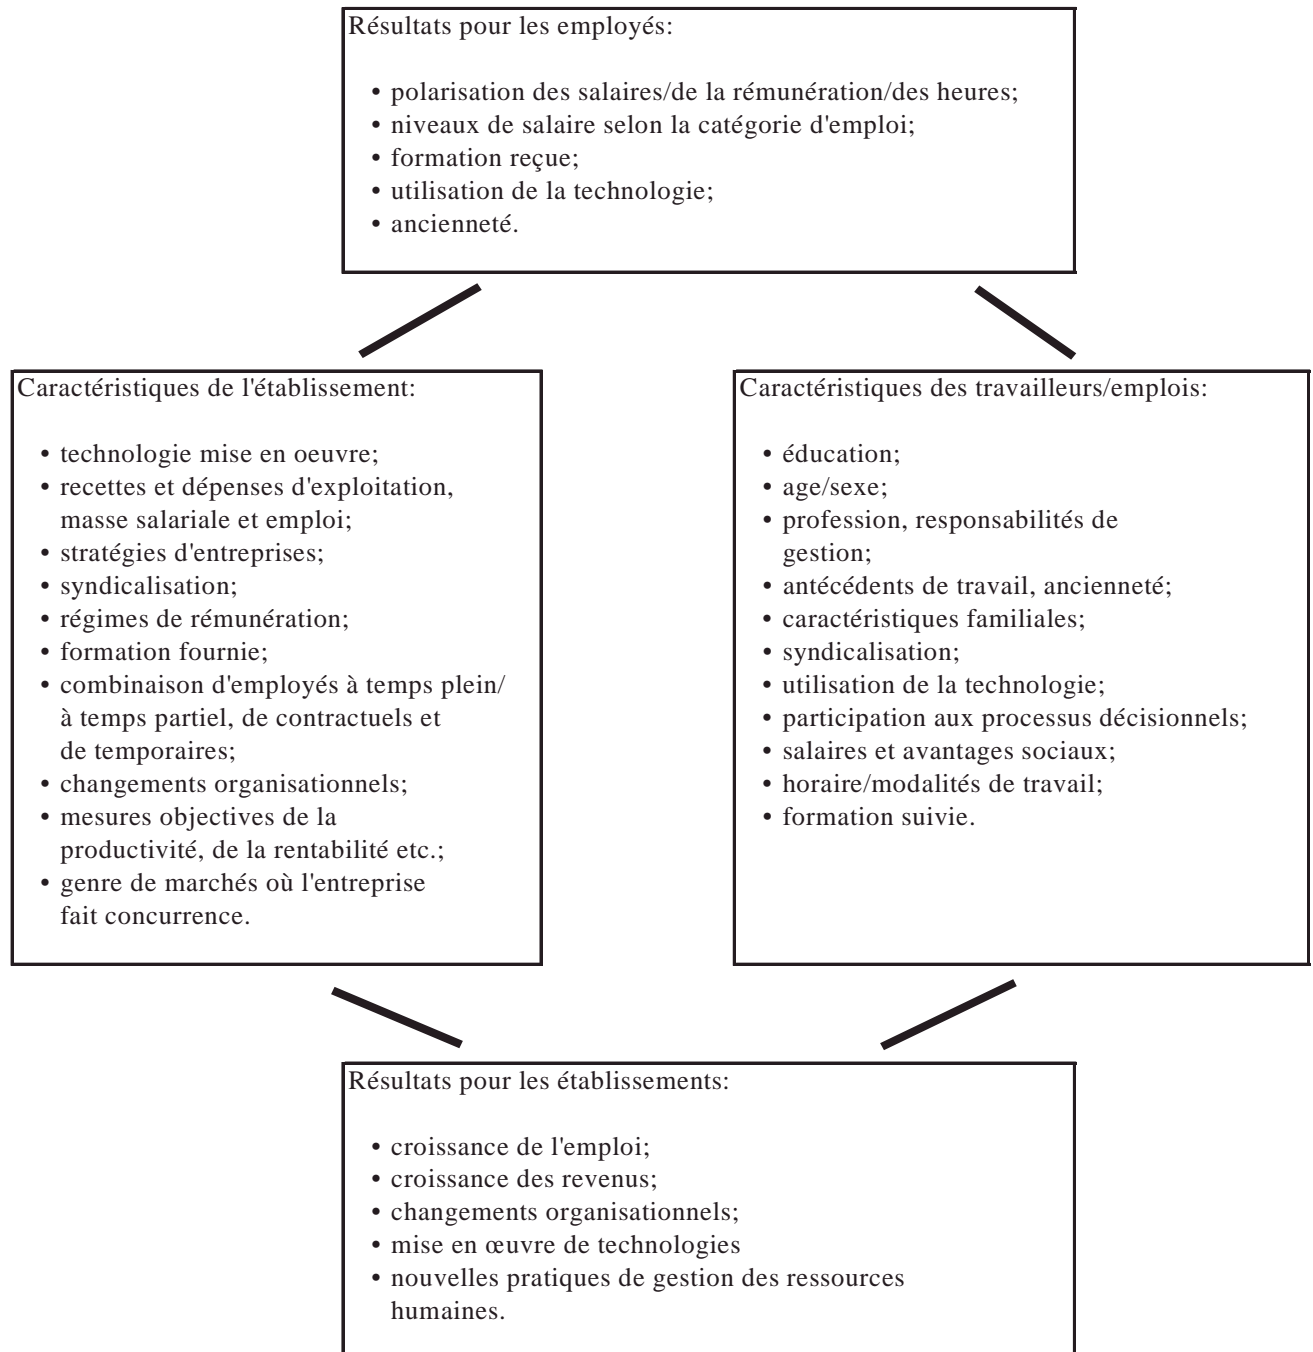 Résultats pour les employés:
• polarisation des salaires/de la rémunération/des heures;
• niveaux de salaire selon la catégorie d'emploi;
• formation reçue;
• utilisation de la technologie;
• ancienneté.
Caractéristiques de l'établissement:
• technologie mise en oeuvre;
• recettes et dépenses d'exploitation,
masse salariale et emploi;
• stratégies d'entreprises;
• syndicalisation;
• régimes de rémunération;
• formation fournie;
• combinaison d'employés à temps plein/
à temps partiel, de contractuels et
de temporaires;
• changements organisationnels;
• mesures objectives de la
productivité, de la rentabilité etc.;
• genre de marchés où l'entreprise
fait concurrence.
Caractéristiques des travailleurs/emplois:
• éducation;
• age/sexe;
• profession, responsabilités de
gestion;
• antécédents de travail, ancienneté;
• caractéristiques familiales;
• syndicalisation;
• utilisation de la technologie;
• participation aux processus décisionnels;
• salaires et avantages sociaux;
• horaire/modalités de travail;
• formation suivie.
Résultats pour les établissements:
• croissance de l'emploi;
• croissance des revenus;
• changements organisationnels;
• mise en œuvre de technologies
• nouvelles pratiques de gestion des ressources
humaines.